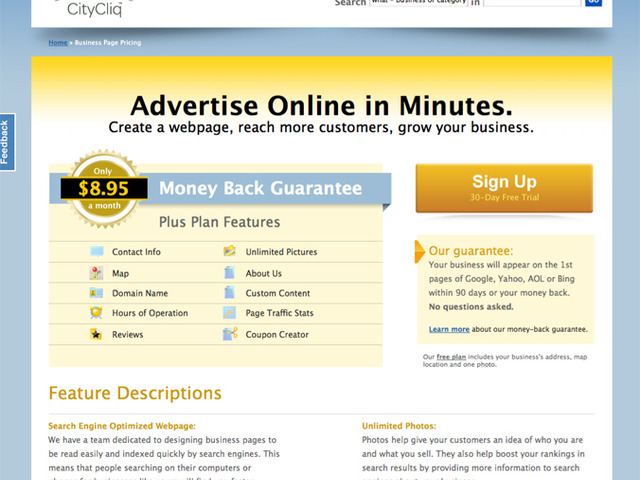 CityCliq
Search what - business or category in GO
Home » Business Page Pricing
Feedback
Advertise Online in Minutes.
Create a webpage, reach more customers, grow your business.
Only
$8.95
a month
Money Back Guarantee
Plus Plan Features
Contact Info
Unlimited Pictures
Map
About Us
Domain Name
Custom Content
Hours of Operation
Page Traffic Stats
Reviews
Coupon Creator
Sign Up
30-Day Free Trial
Our guarantee:
Your business will appear on the 1st
pages of Google, Yahoo, AOL or Bing
within 90 days or your money back.
No questions asked.
Learn more about our money-back guarantee.
Our free plan includes your business's address, map
location and one photo.
Feature Descriptions
Search Engine Optimized Webpage:
We have a team dedicated to designing business pages to
be read easily and indexed quickly by search engines. This
means that people searching on their computers or
Unlimited Photos:
Photos help give your customers an idea of who you are
and what you sell. They also help boost your rankings in
search results by providing more information to search